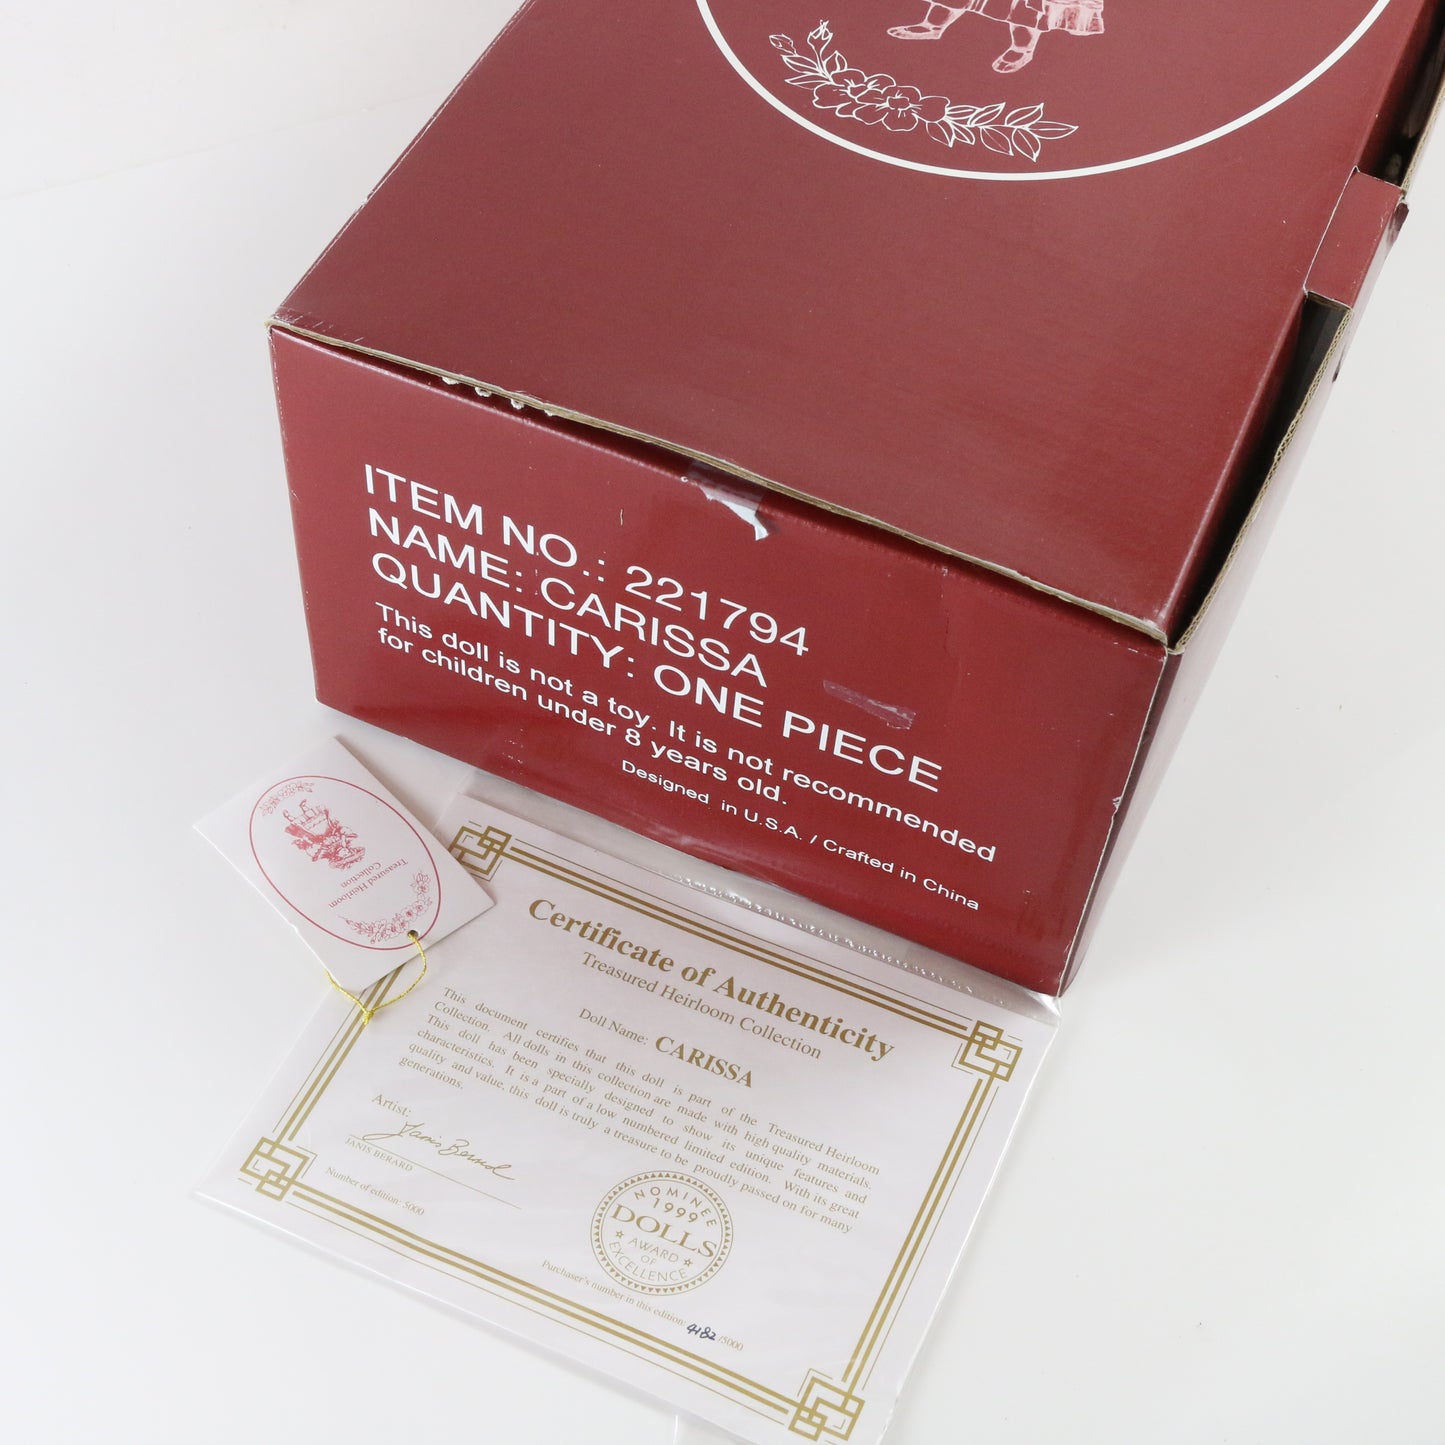 ITEM NO.: 221794
NAME: CARISSA
QUANTITY: ONE PIECE
This doll is not a toy. It is not recommended
for children under 8 years old.
Designed in U.S.A. / Crafted in China
Treasured Heirloom
Collection
Certificate of Authenticity
Treasured Heirloom Collection
Doll Name: CARISSA
This document certifies that this doll is part of the Treasured Heirloom
Collection. All dolls in this collection are made with high quality materials.
This doll has been specially designed to show its unique features and
characteristics. It is a part of a low numbered limited edition. With its great
quality and value, this doll is truly a treasure to be proudly passed on for many
generations.
Artist:
Janis Berard
JANIS BERARD
Number of edition: 5000
NOMINEE
1999
DOLLS
AWARD
OF
EXCELLENCE
Purchaser's number in this edition: 4182 /5000